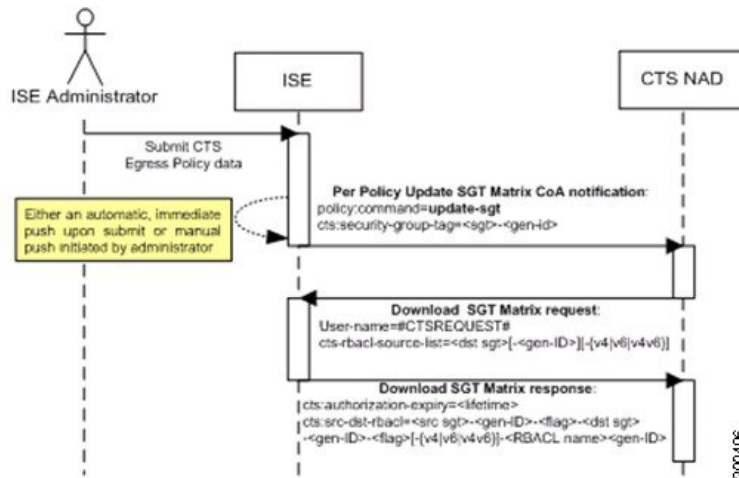 ISE Administrator
ISE
CTS NAD
Submit CTS
Egress Policy data
Either an automatic, immediate
push upon submit or manual
push initiated by administrator
Per Policy Update SGT Matrix CoA notification:
policy:command=update-sgt
cts:security-group-tag=<sgt>-<gen-id>
Download SGT Matrix request:
User-name=#CTSREQUEST#
cts-rbacl-source-list=<dst sgt>[-<gen-ID>][-{v4|v6|v4v6}]
Download SGT Matrix response:
cts:authorization-expiry=<lifetime>
cts:src-dst-rbacl=<src sgt>-<gen-ID>-<flag>-<dst sgt>
-<gen-ID>-<flag>[-{v4|v6|v4v6}]-<RBACL name><gen-ID>